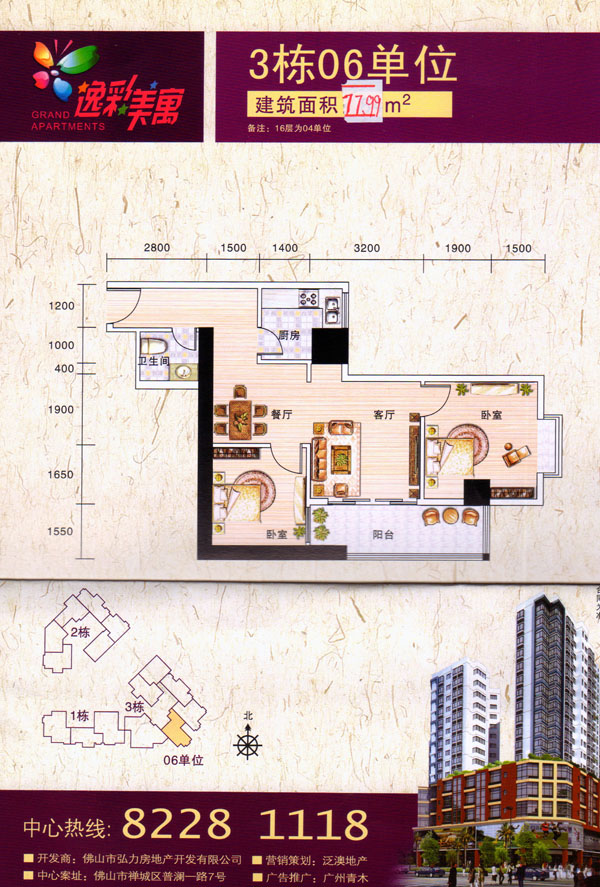 逸彩美寓
GRAND
APARTMENTS
3栋06单位
建筑面积77.99m²
备注：16层为04单位
2800 1500 1400 3200 1900 1500
1200
1000
400
1900
1650
1550
厨房
卫生间
餐厅
客厅
卧室
卧室
阳台
2栋
1栋
3栋
06单位
北
中心热线: 8228 1118
■ 开发商：佛山市弘力房地产开发有限公司 ■ 营销策划：泛澳地产
■ 中心案址：佛山市禅城区普澜一路7号 ■ 广告推广：广州青木